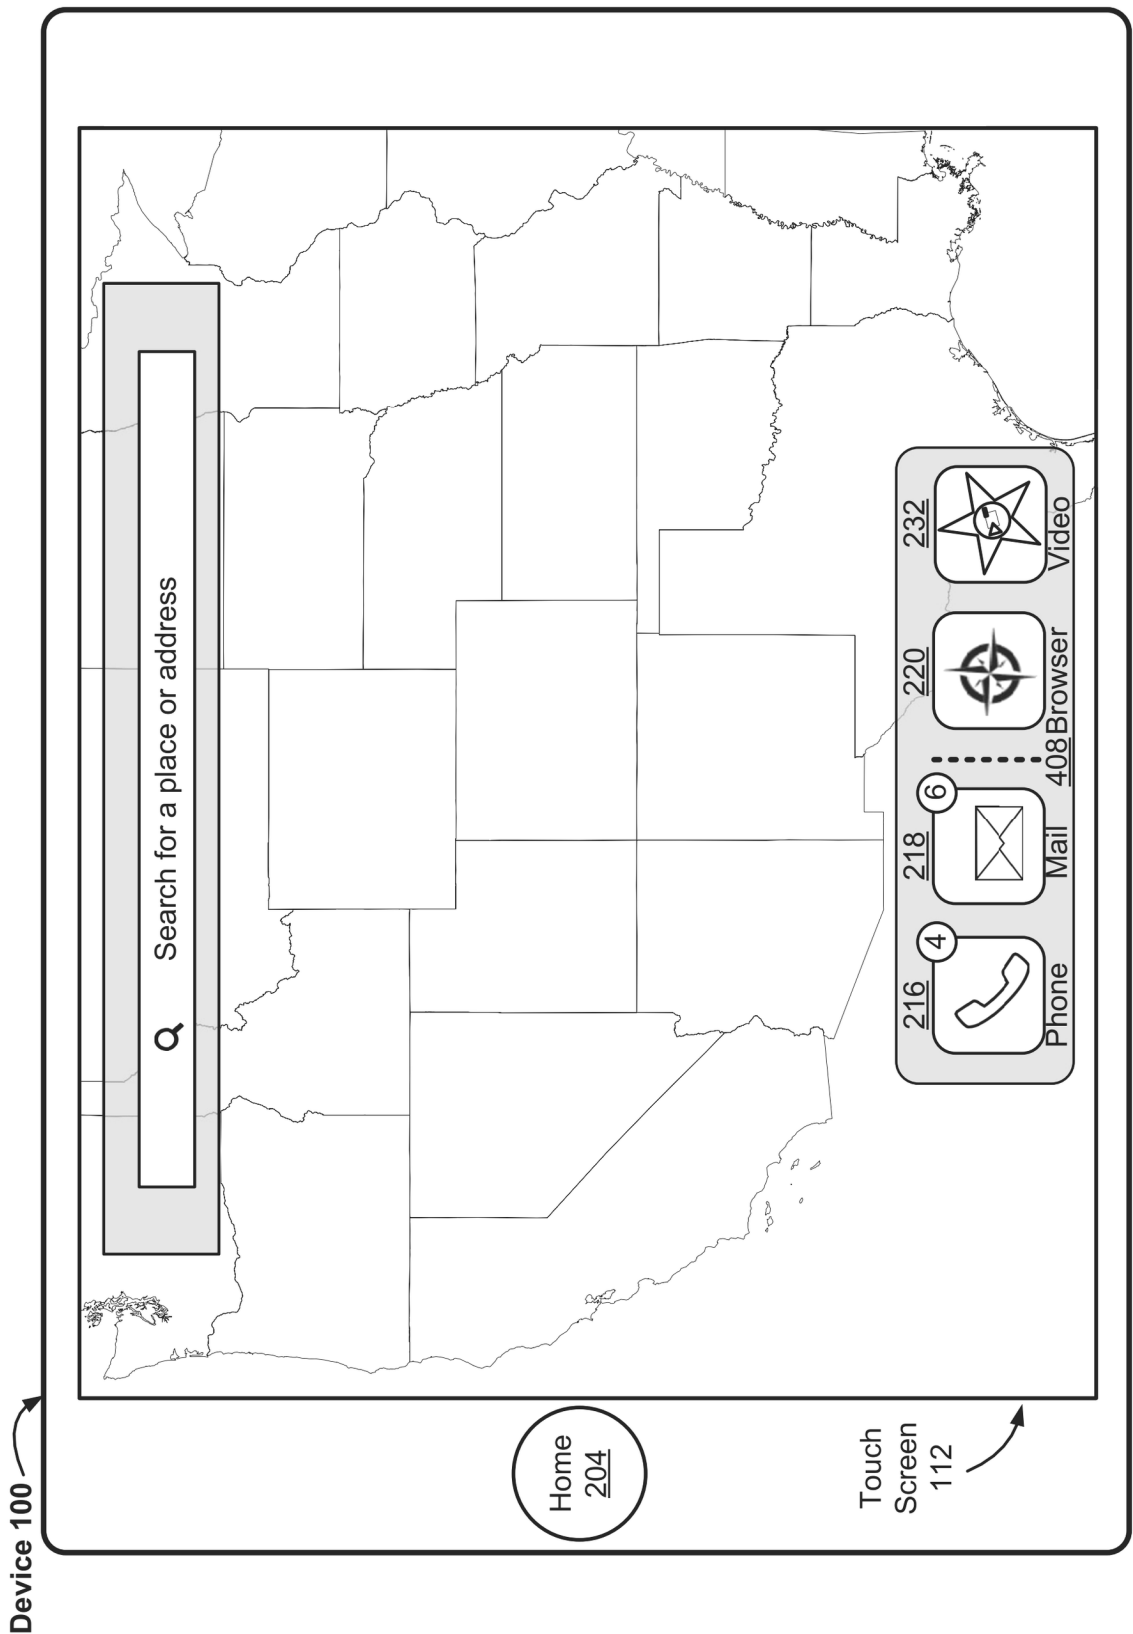 Device 100
Search for a place or address
216
218
220
232
4
6
Phone
Mail
408
Browser
Video
Home
204
Touch
Screen
112